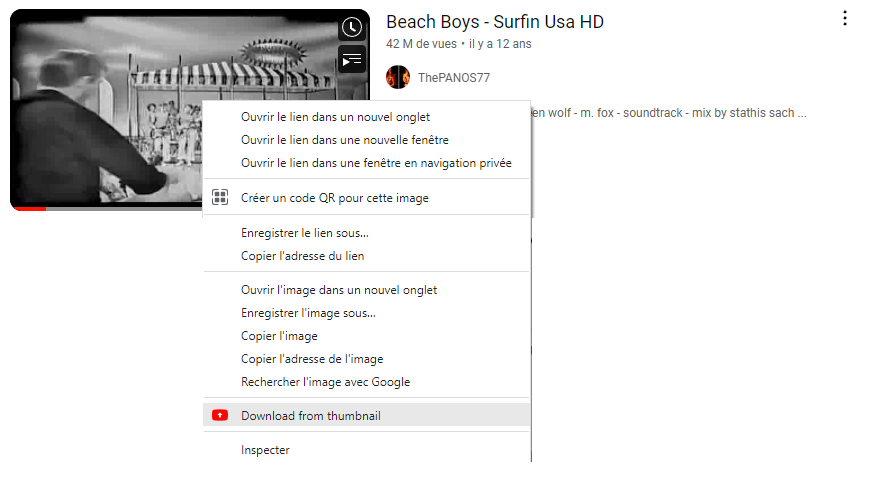 Beach Boys - Surfin Usa HD
42 M de vues • il y a 12 ans
ThePANOS77
wolf - m. fox - soundtrack - mix by stathis sach ...
Ouvrir le lien dans un nouvel onglet
Ouvrir le lien dans une nouvelle fenêtre
Ouvrir le lien dans une fenêtre en navigation privée
Créer un code QR pour cette image
Enregistrer le lien sous...
Copier l'adresse du lien
Ouvrir l'image dans un nouvel onglet
Enregistrer l'image sous...
Copier l'image
Copier l'adresse de l'image
Rechercher l'image avec Google
Download from thumbnail
Inspecter